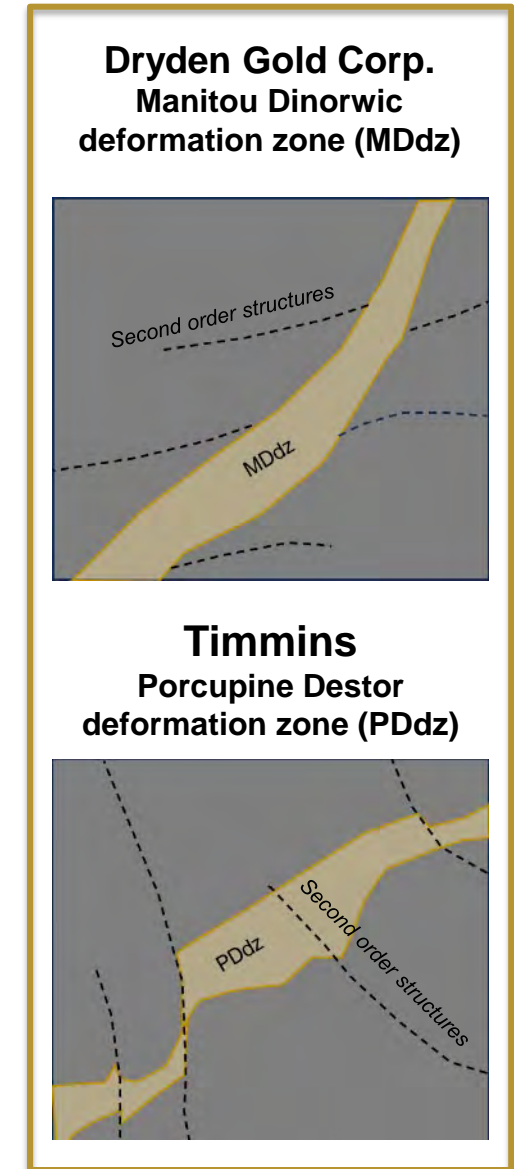 Dryden Gold Corp.
Manitou Dinorwic
deformation zone (MDdz)
Second order structures
MDdz
Timmins
Porcupine Destor
deformation zone (PDdz)
Second order structures
PDdz